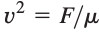 v² = F/μ